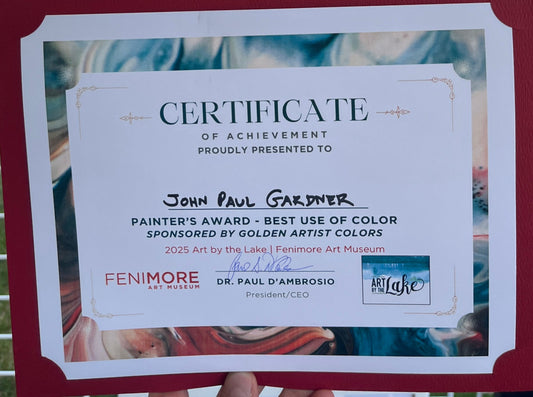 CERTIFICATE
OF ACHIEVEMENT
PROUDLY PRESENTED TO
JOHN PAUL GARDNER
PAINTER'S AWARD - BEST USE OF COLOR
SPONSORED BY GOLDEN ARTIST COLORS
2025 Art by the Lake | Fenimore Art Museum
FENIMORE
ART MUSEUM
DR. PAUL D'AMBROSIO
President/CEO
ART
BY THE
Lake